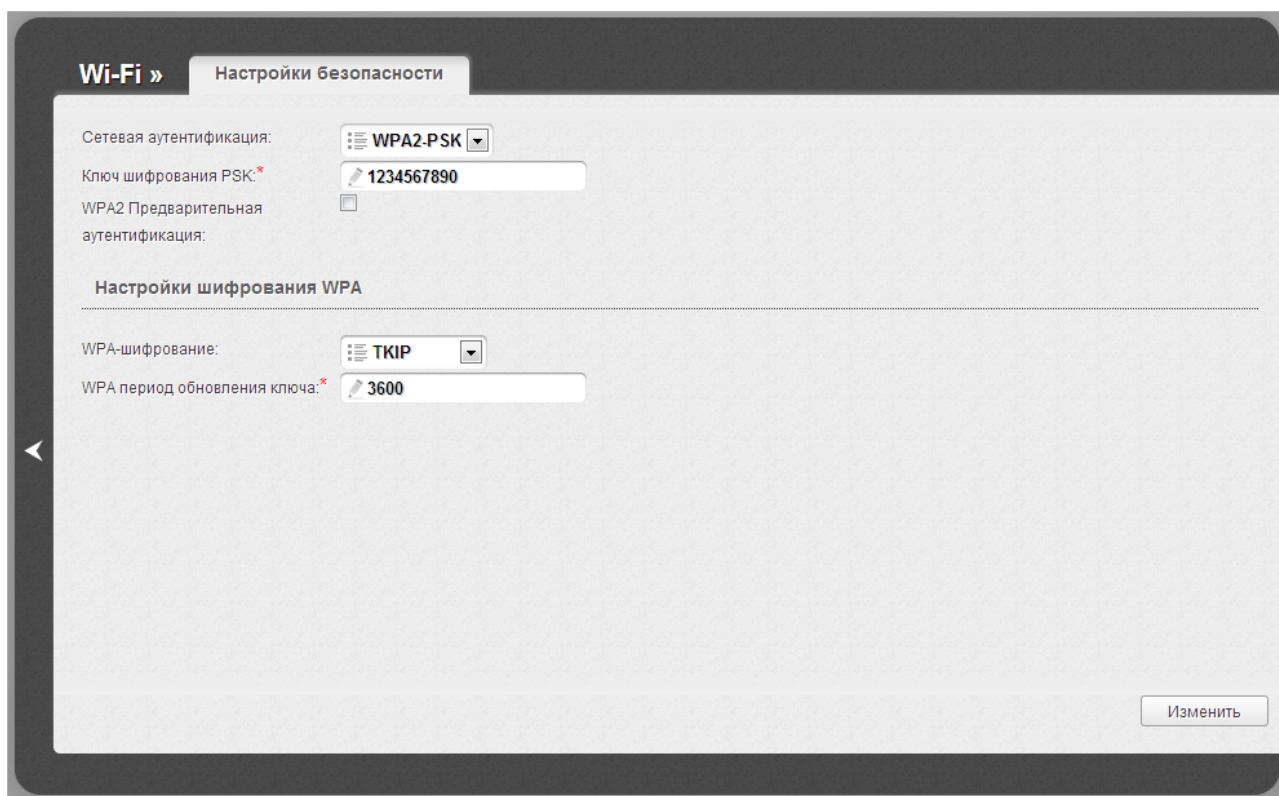 Wi-Fi »
Настройки безопасности
Сетевая аутентификация:
WPA2-PSK
Ключ шифрования PSK:*
1234567890
WPA2 Предварительная
аутентификация:
Настройки шифрования WPA
WPA-шифрование:
TKIP
WPA период обновления ключа:*
3600
Изменить